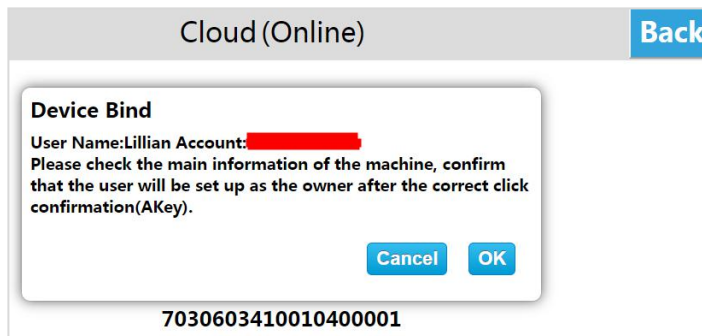 Cloud (Online)
Back
Device Bind
User Name:Lillian Account:
Please check the main information of the machine, confirm
that the user will be set up as the owner after the correct click
confirmation(AKey).
Cancel
OK
7030603410010400001